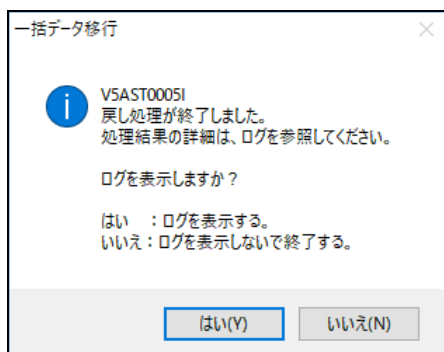 一括データ移行
V5AST0005I
戻し処理が終了しました。
処理結果の詳細は、ログを参照してください。
ログを表示しますか？
はい　：ログを表示する。
いいえ：ログを表示しないで終了する。
はい(Y)
いいえ(N)